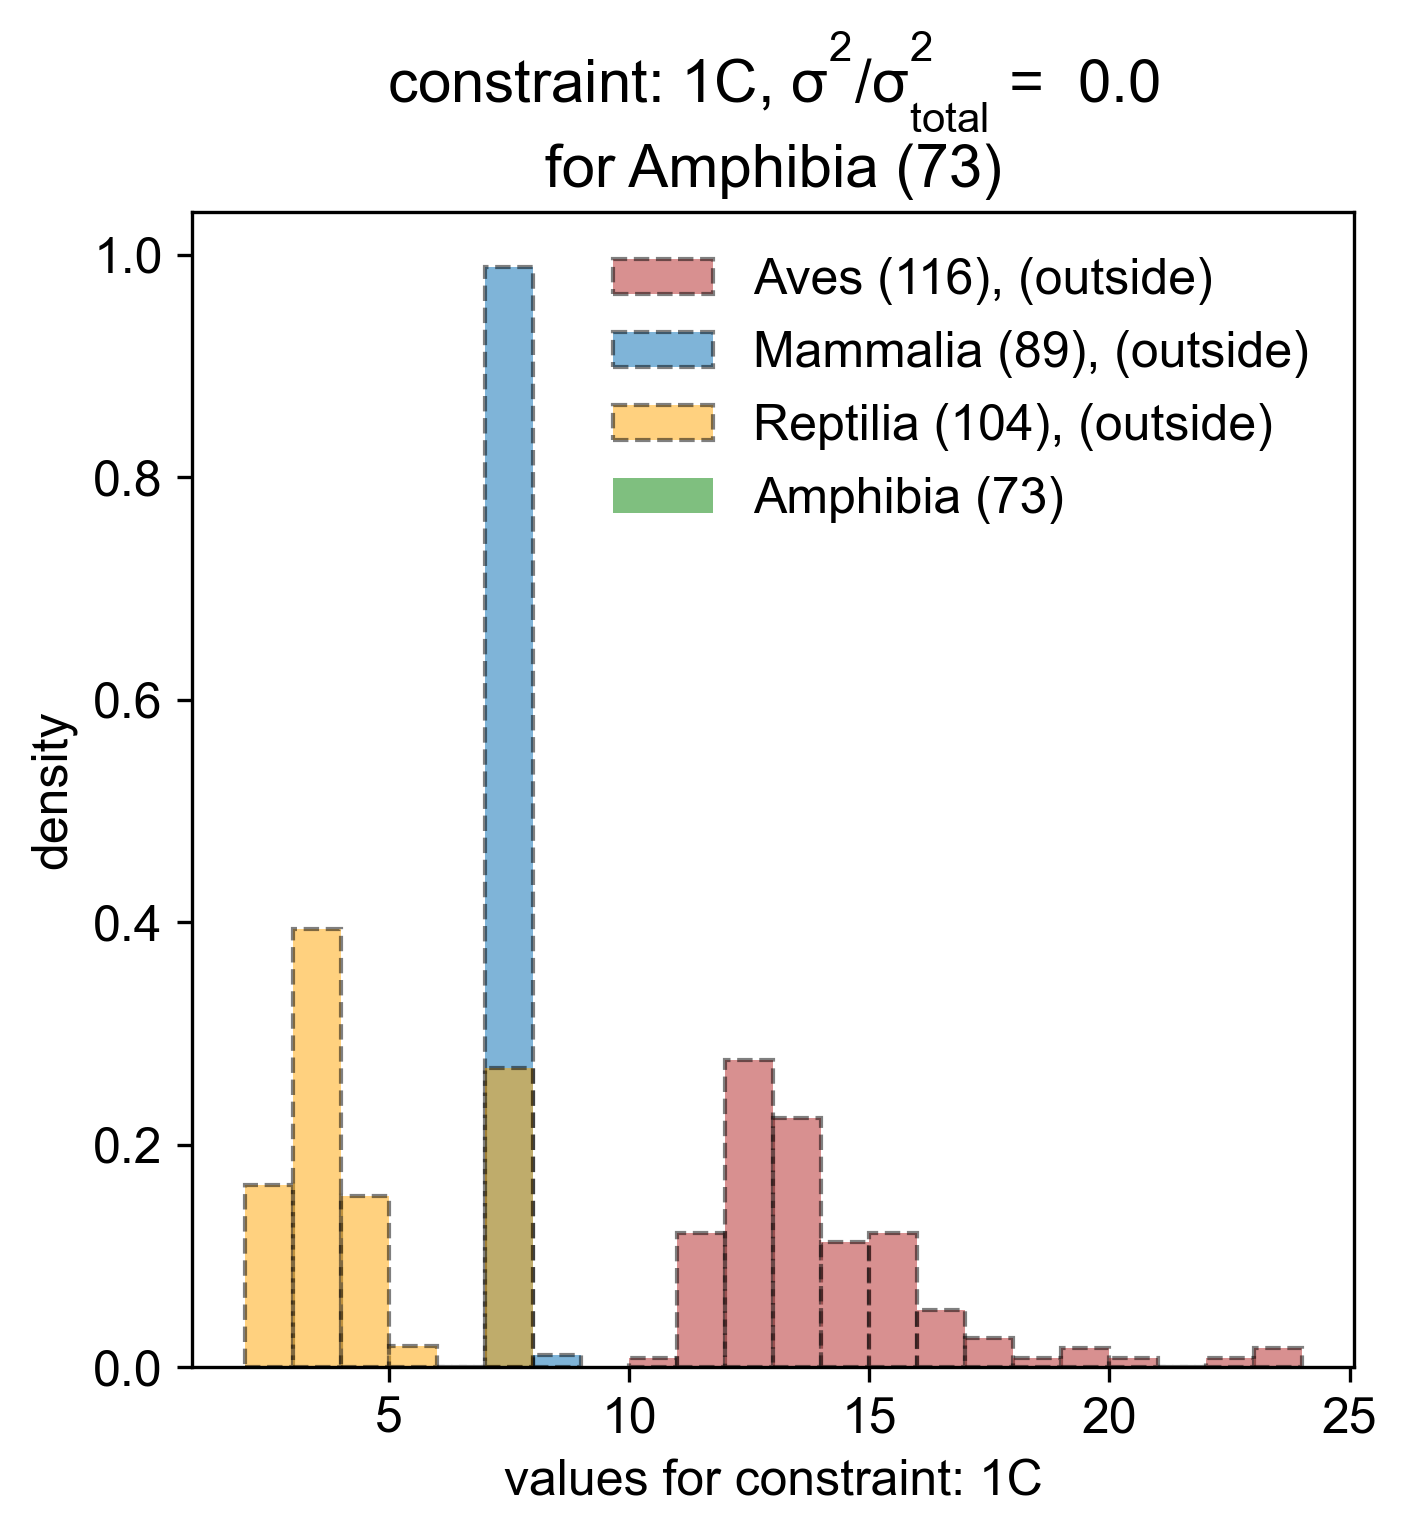 constraint: 1C, σ²/σ²total = 0.0
for Amphibia (73)
Aves (116), (outside)
Mammalia (89), (outside)
Reptilia (104), (outside)
Amphibia (73)
1.0
0.8
0.6
0.4
0.2
0.0
density
5 10 15 20 25
values for constraint: 1C